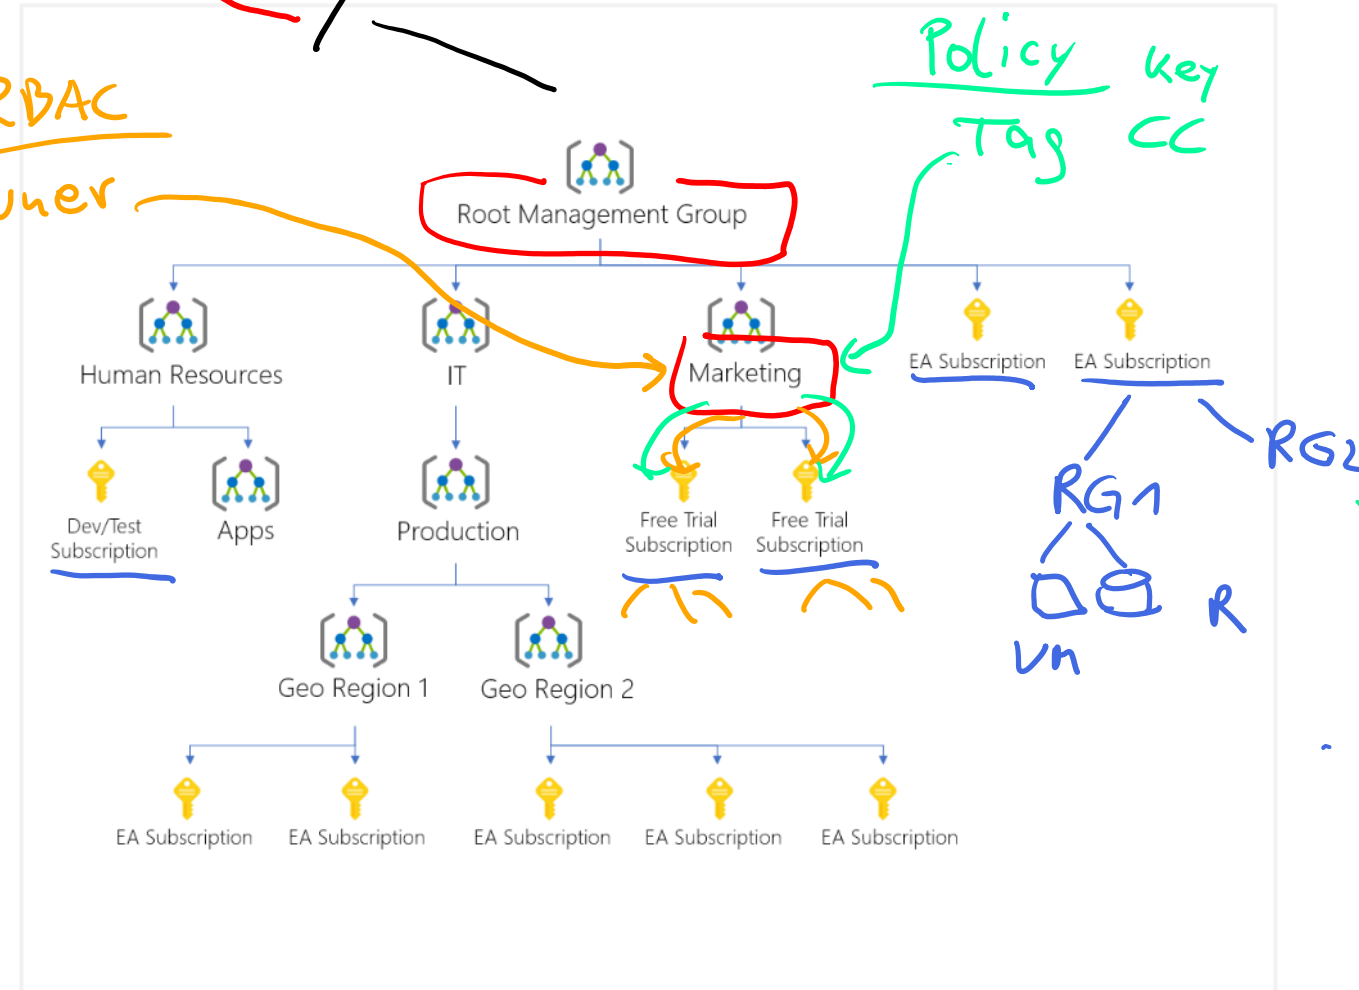 Policy Key
RBAC
Tag CC
Root Management Group
Human Resources
IT
Marketing
EA Subscription
EA Subscription
RG2
RG1
Dev/Test
Subscription
Apps
Production
Free Trial
Subscription
Free Trial
Subscription
R
VM
Geo Region 1
Geo Region 2
EA Subscription
EA Subscription
EA Subscription
EA Subscription
EA Subscription